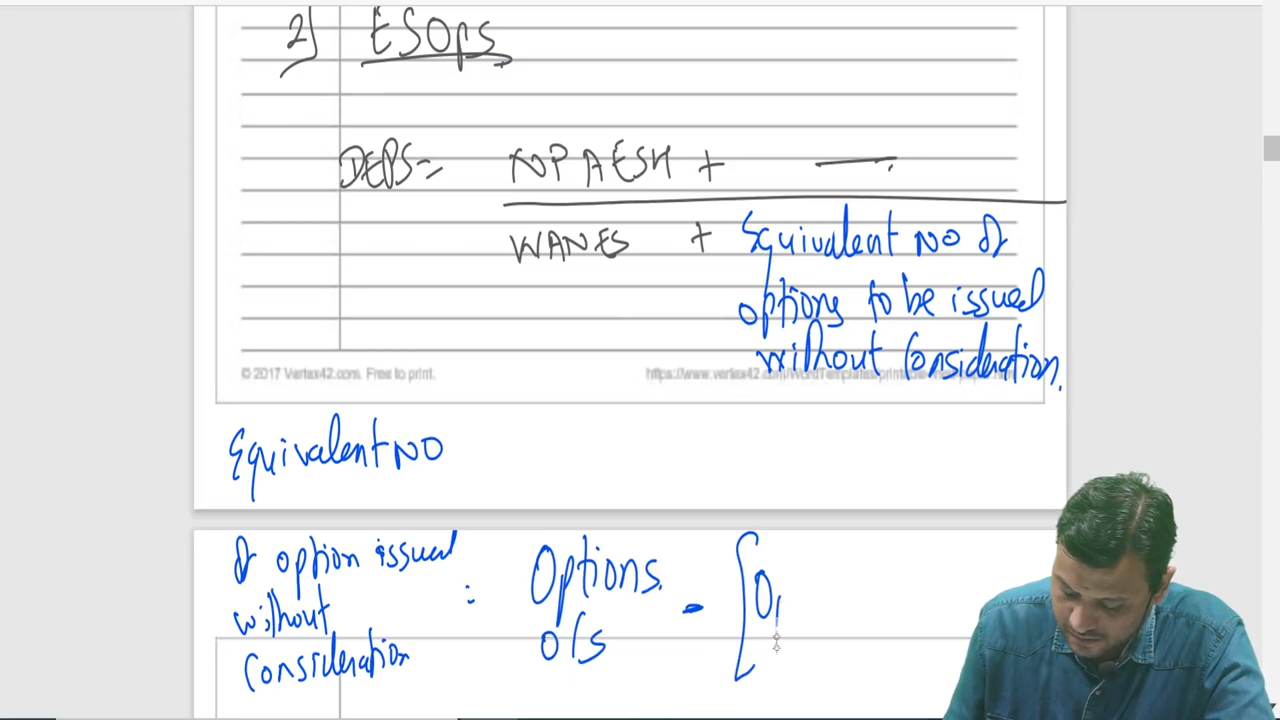 2) ESOPs
DEPS= NPAESH + —
WANES + Equivalent NO of
options to be issued
without Consideration.
© 2017 Vertex42.com. Free to print.
Equivalent NO
of option issued
without
Consideration
: Options
o/s
- [O